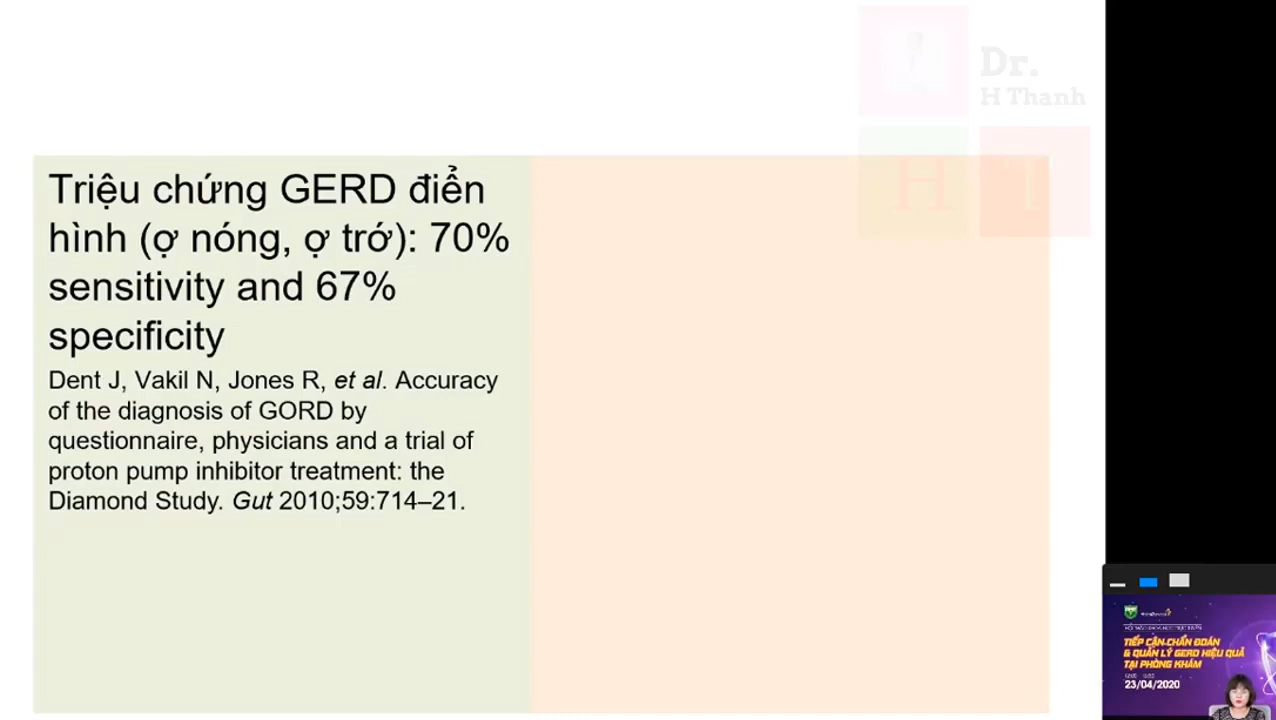 Dr.
H Thanh
H T
Triệu chứng GERD điển
hình (ợ nóng, ợ trớ): 70%
sensitivity and 67%
specificity
Dent J, Vakil N, Jones R, et al. Accuracy
of the diagnosis of GORD by
questionnaire, physicians and a trial of
proton pump inhibitor treatment: the
Diamond Study. Gut 2010;59:714–21.
TIẾP CẬN CHẨN ĐOÁN
& QUẢN LÝ GERD HIỆU QUẢ
TẠI PHÒNG KHÁM
23/04/2020